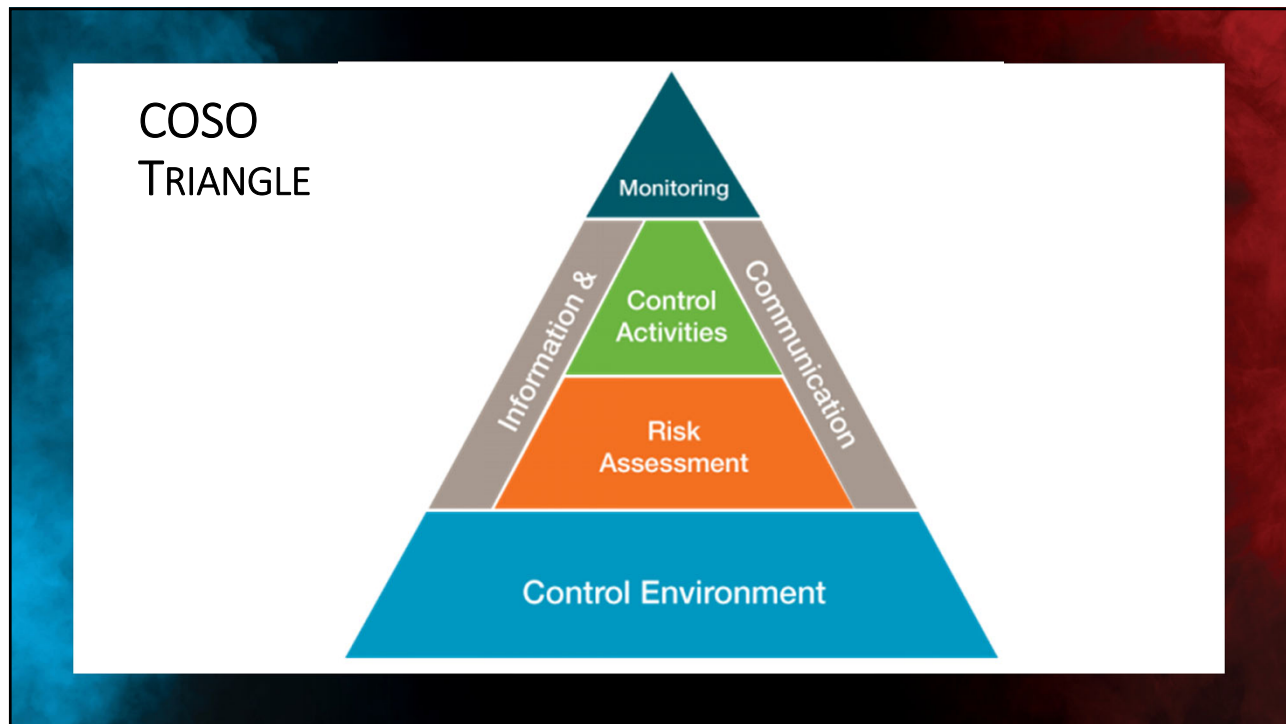 COSO
TRIANGLE
Monitoring
Information &
Communication
Control
Activities
Risk
Assessment
Control Environment